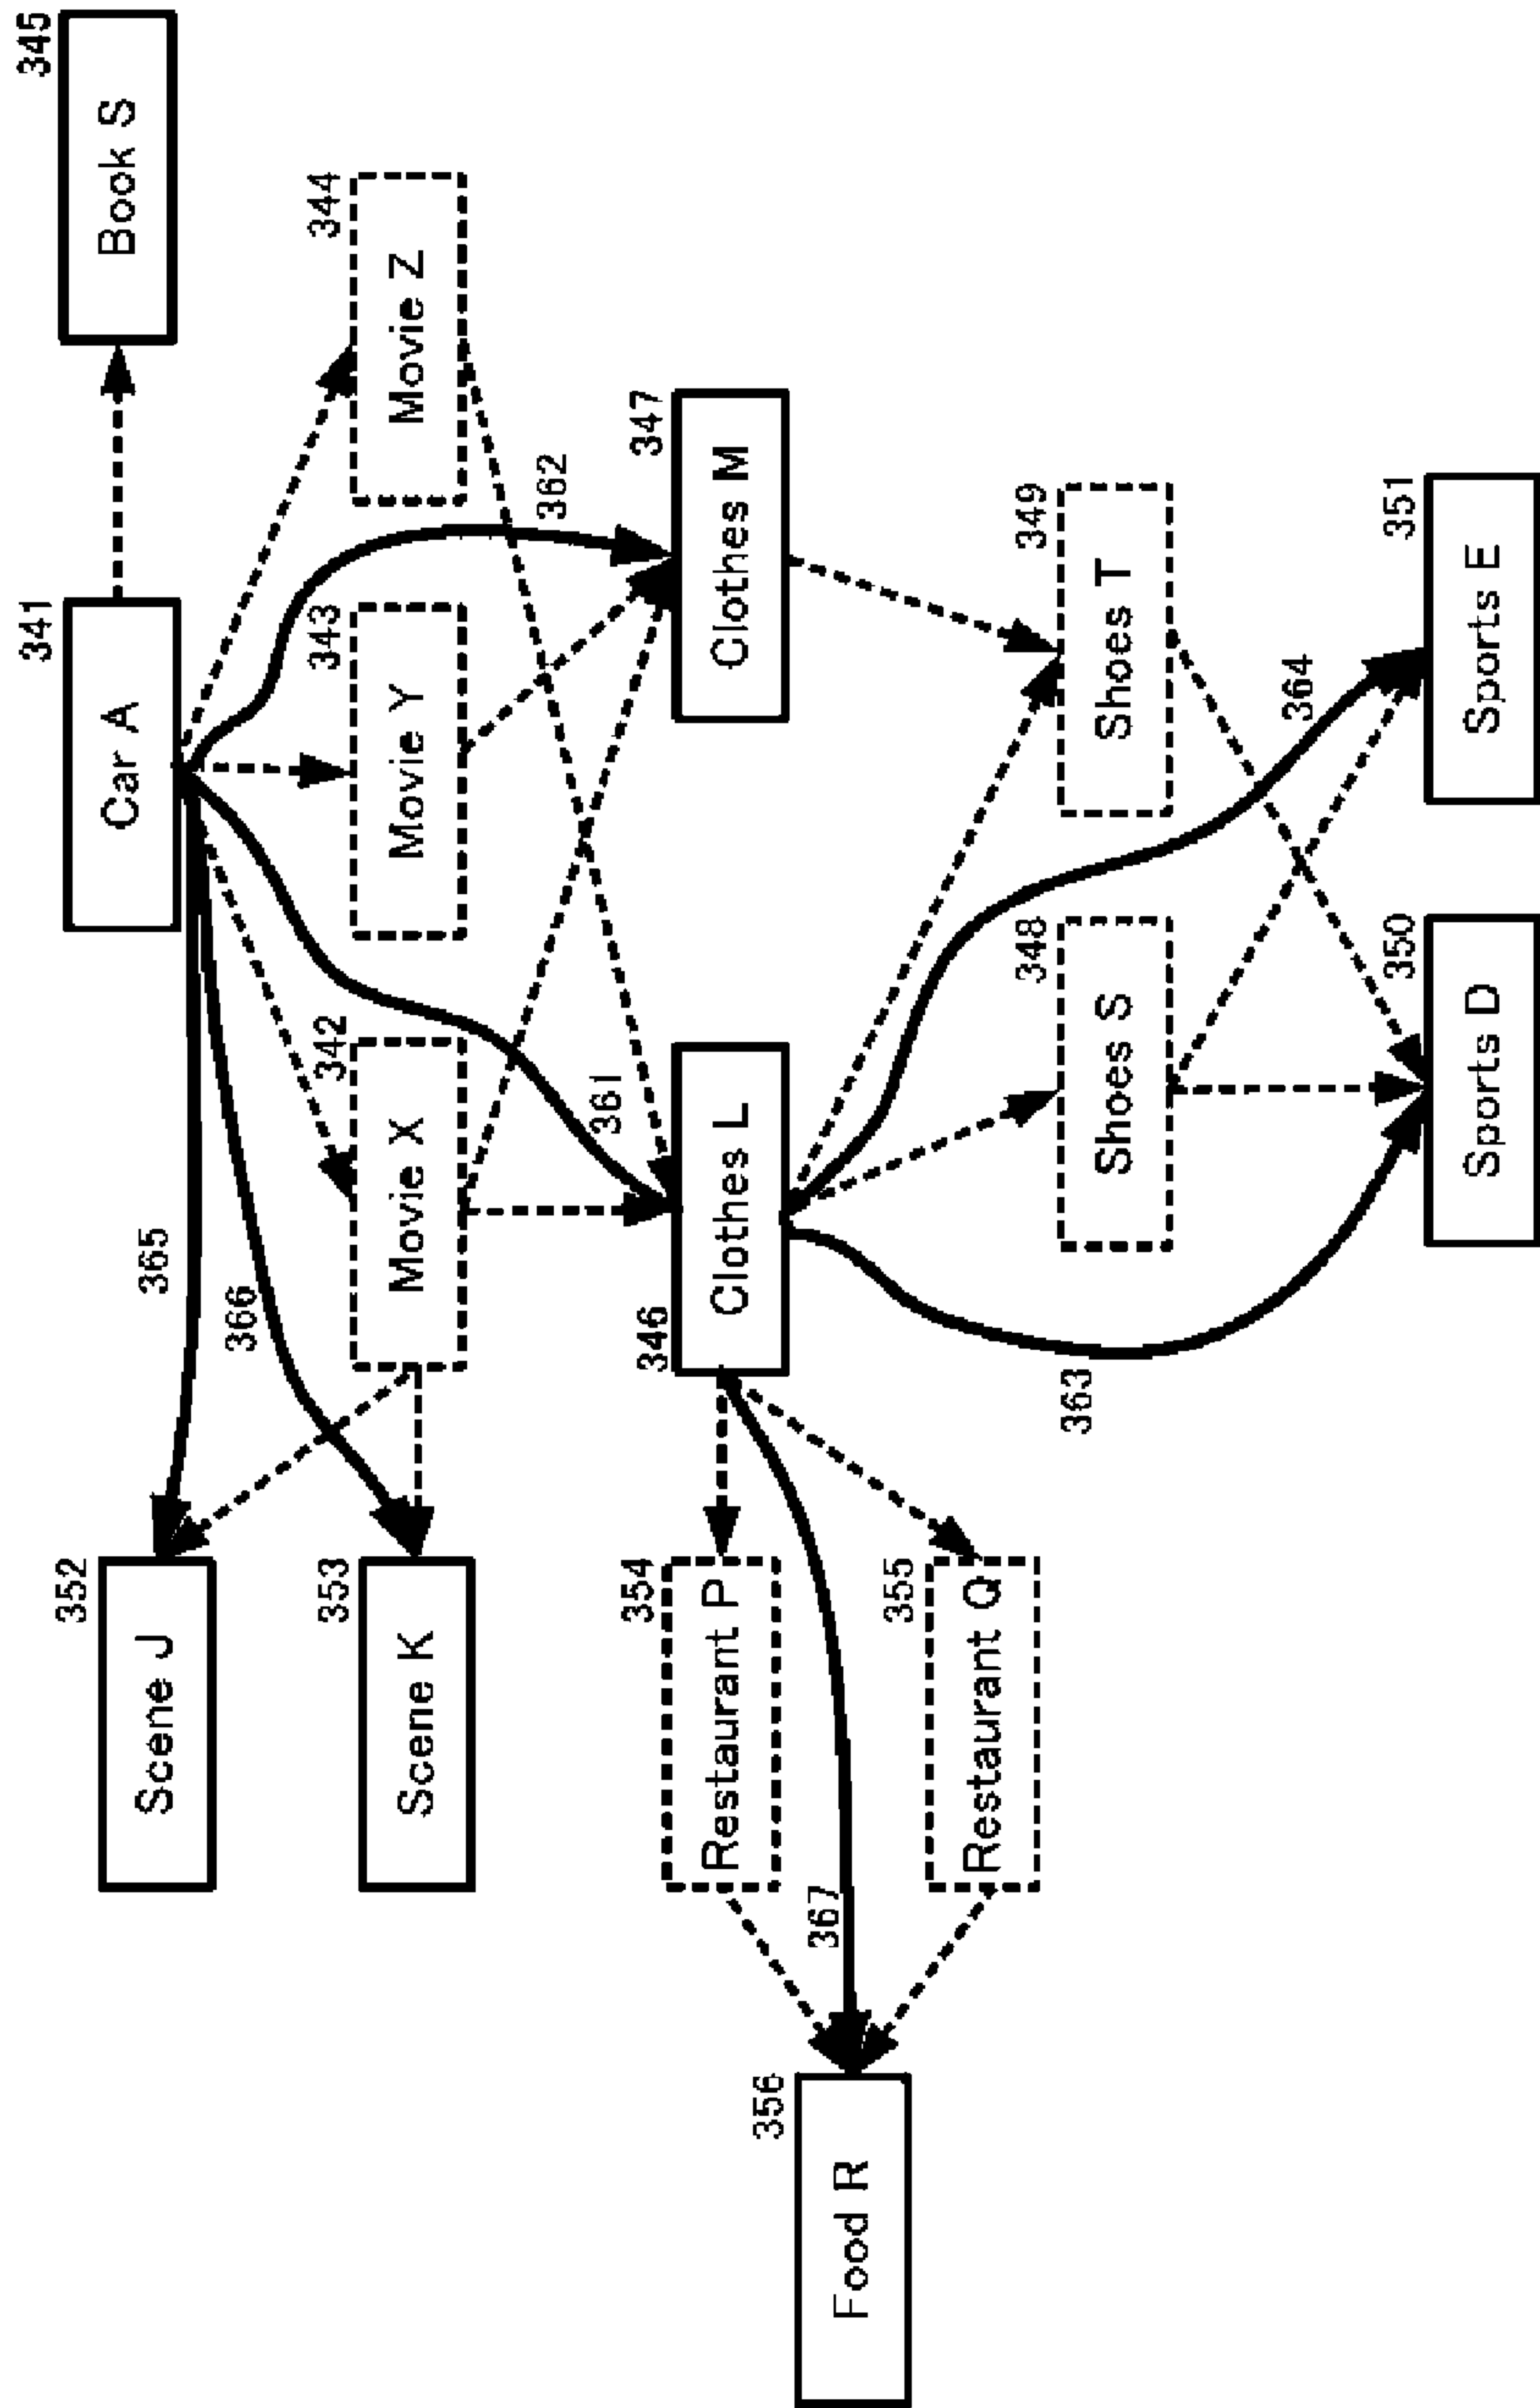 341
Car A
345
Book S
352
Scene J
365
366
353
Scene K
342
Movie X
343
Movie Y
344
Movie Z
362
361
354
Restaurant P
346
Clothes L
347
Clothes M
356
Food R
367
355
Restaurant Q
363
348
Shoes S
349
Shoes T
364
350
Sports D
351
Sports E